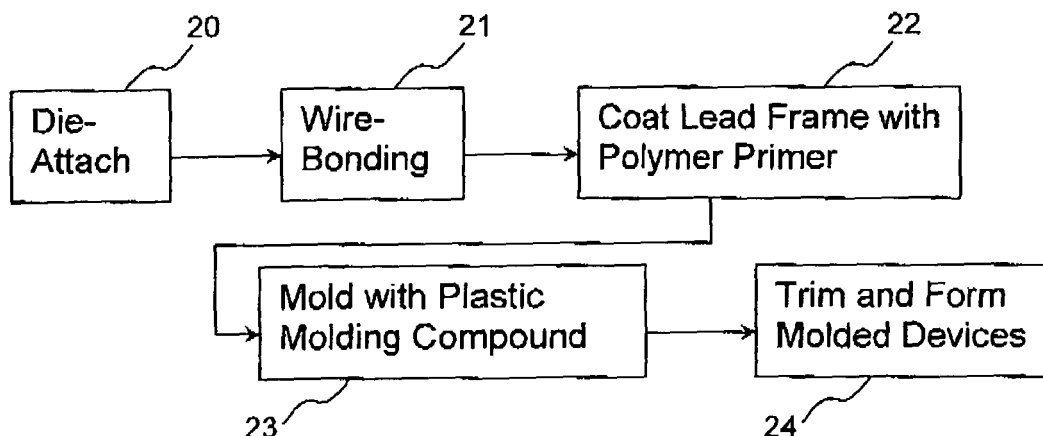 20
21
22
Die-
Attach
Wire-
Bonding
Coat Lead Frame with
Polymer Primer
Mold with Plastic
Molding Compound
Trim and Form
Molded Devices
23
24